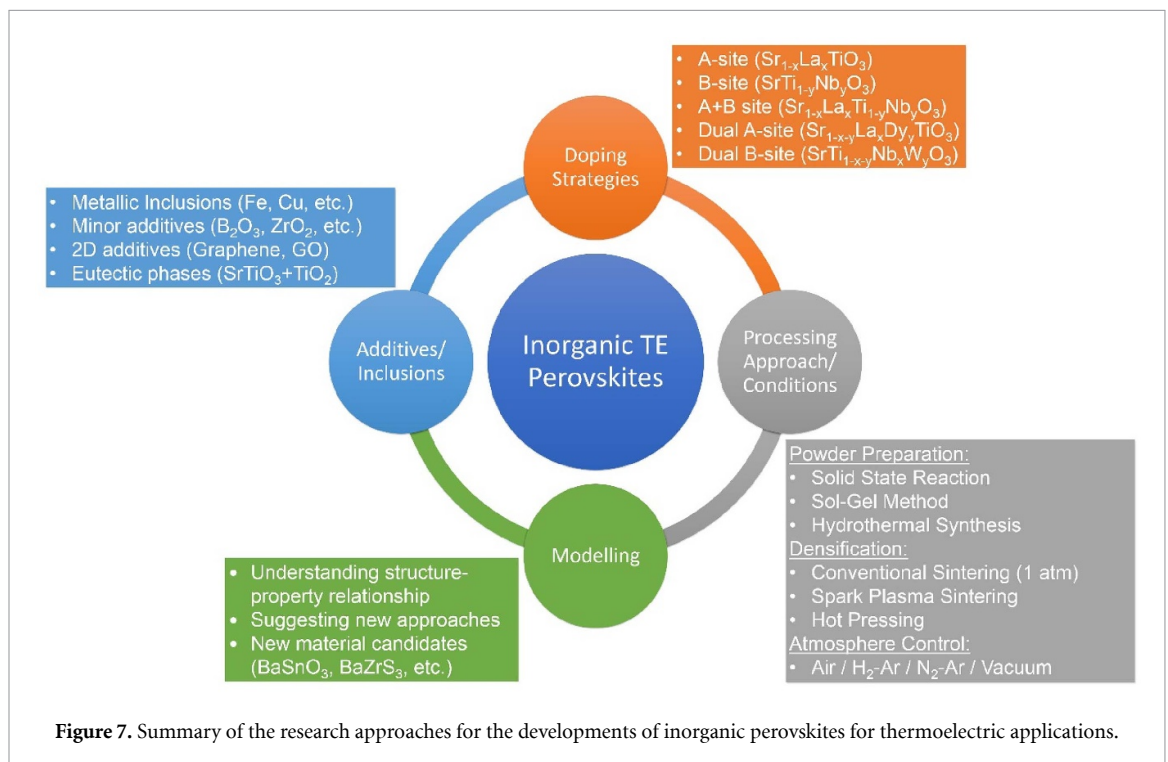 • A-site (Sr₁₋ₓLaₓTiO₃)
• B-site (SrTi₁₋ᵧNbᵧO₃)
• A+B site (Sr₁₋ₓLaₓTi₁₋ᵧNbᵧO₃)
• Dual A-site (Sr₁₋ₓ₋ᵧLaₓDyᵧTiO₃)
• Dual B-site (SrTi₁₋ₓ₋ᵧNbₓWᵧO₃)
Doping
Strategies
• Metallic Inclusions (Fe, Cu, etc.)
• Minor additives (B₂O₃, ZrO₂, etc.)
• 2D additives (Graphene, GO)
• Eutectic phases (SrTiO₃+TiO₂)
Additives/
Inclusions
Inorganic TE
Perovskites
Processing
Approach/
Conditions
Powder Preparation:
• Solid State Reaction
• Sol-Gel Method
• Hydrothermal Synthesis
Densification:
• Conventional Sintering (1 atm)
• Spark Plasma Sintering
• Hot Pressing
Atmosphere Control:
• Air / H₂-Ar / N₂-Ar / Vacuum
Modelling
• Understanding structure-
property relationship
• Suggesting new approaches
• New material candidates
(BaSnO₃, BaZrS₃, etc.)
Figure 7. Summary of the research approaches for the developments of inorganic perovskites for thermoelectric applications.